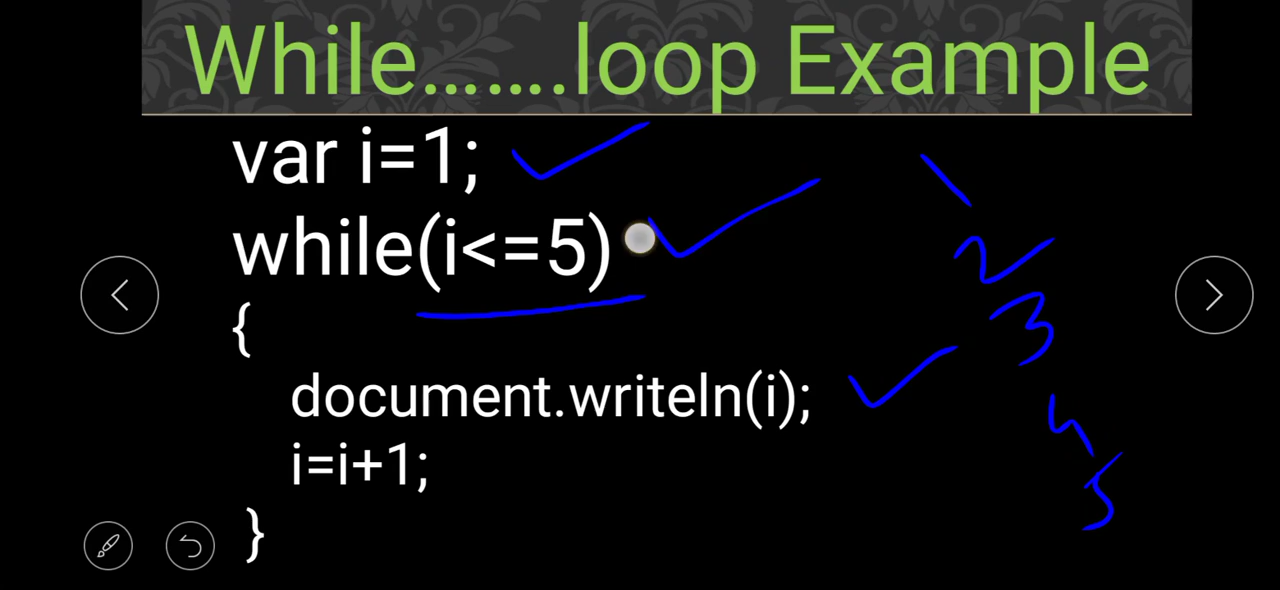 While.......loop Example
var i=1;
while(i<=5)
{
document.writeln(i);
i=i+1;
}
1
2
3
4
5